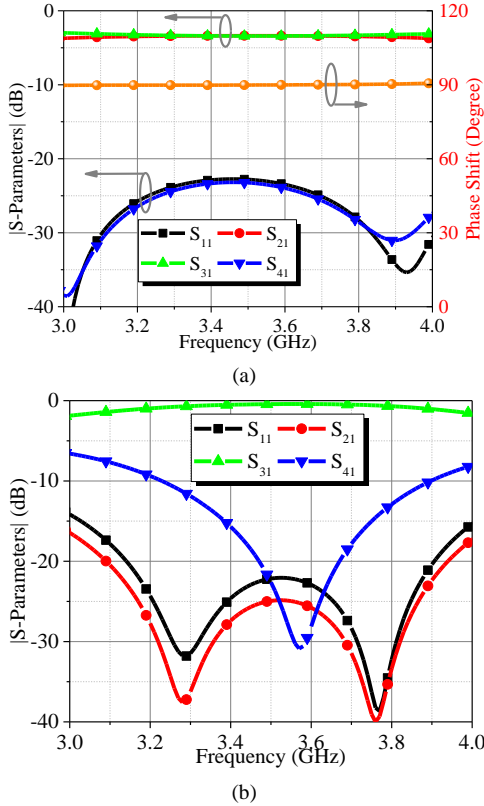 0
-10
-20
-30
-40
|S-Parameters| (dB)
120
90
60
30
0
Phase Shift (Degree)
S11 S21
S31 S41
3.0 3.2 3.4 3.6 3.8 4.0
Frequency (GHz)
(a)
0
-10
-20
-30
-40
|S-Parameters| (dB)
S11 S21
S31 S41
3.0 3.2 3.4 3.6 3.8 4.0
Frequency (GHz)
(b)